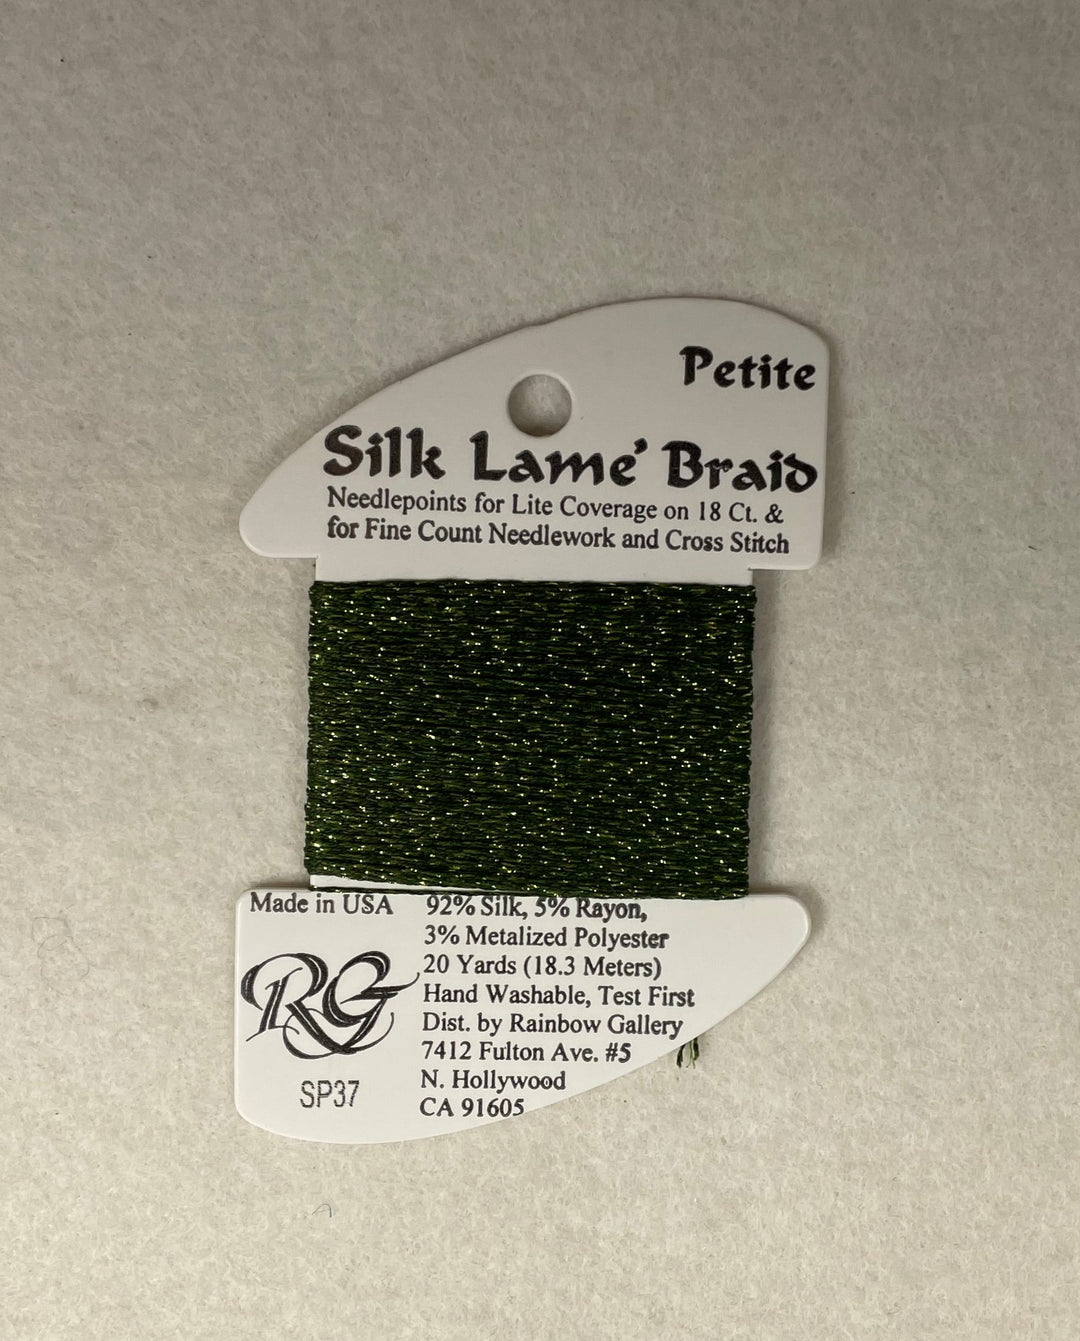 Petite
Silk Lame' Braid
Needlepoints for Lite Coverage on 18 Ct. &
for Fine Count Needlework and Cross Stitch
Made in USA
92% Silk, 5% Rayon,
3% Metalized Polyester
20 Yards (18.3 Meters)
Hand Washable, Test First
Dist. by Rainbow Gallery
7412 Fulton Ave. #5
N. Hollywood
CA 91605
RG
SP37